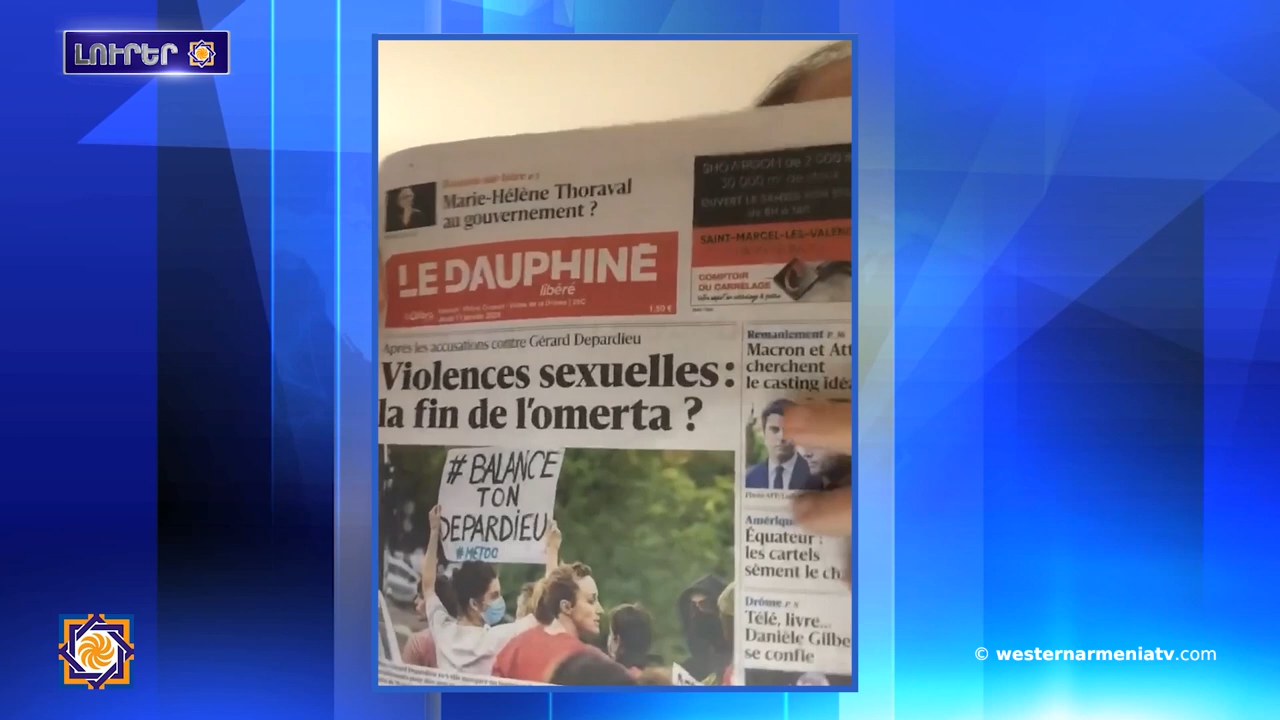 ԼՈՒՐԵՐ
Marie-Hélène Thoraval
au gouvernement ?
LE DAUPHINÉ
libéré
1,50 €
SAINT-MARCEL-LES-VALENC
COMPTOIR
DU CARRELAGE
Après les accusations contre Gérard Depardieu
Violences sexuelles :
la fin de l'omerta ?
Remaniement
Macron et Att
cherchent
le casting idéa
# BALANCE
TON
DEPARDIEU
#METOO
Amérique
Équateur :
les cartels
sèment le ch
Drôme
Télé, livre...
Danièle Gilbe
se confie
© westernarmeniatv.com